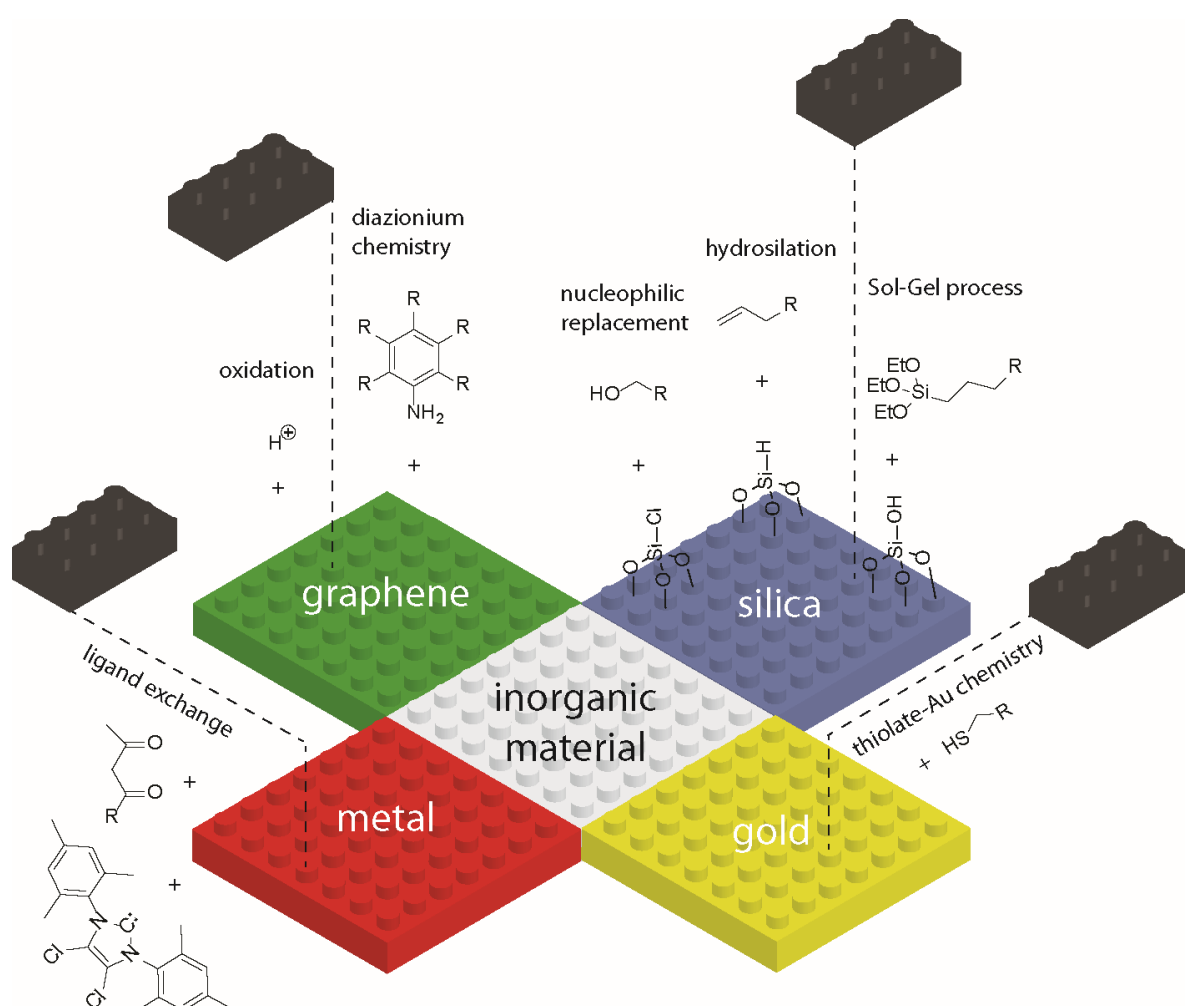 diazionium
chemistry
hydrosilation
nucleophilic
replacement
Sol-Gel process
oxidation
R
R
R
R
R
NH2
H⊕
+
+
HO
R
+
R
+
EtO
EtO
EtO
Si
R
+
Si-Cl
O
O
O
Si-H
O
O
O
Si-OH
O
O
O
graphene
silica
ligand exchange
inorganic
material
thiolate-Au chemistry
+
HS
R
O
O
R
+
metal
gold
+
N
C:
N
Cl
Cl